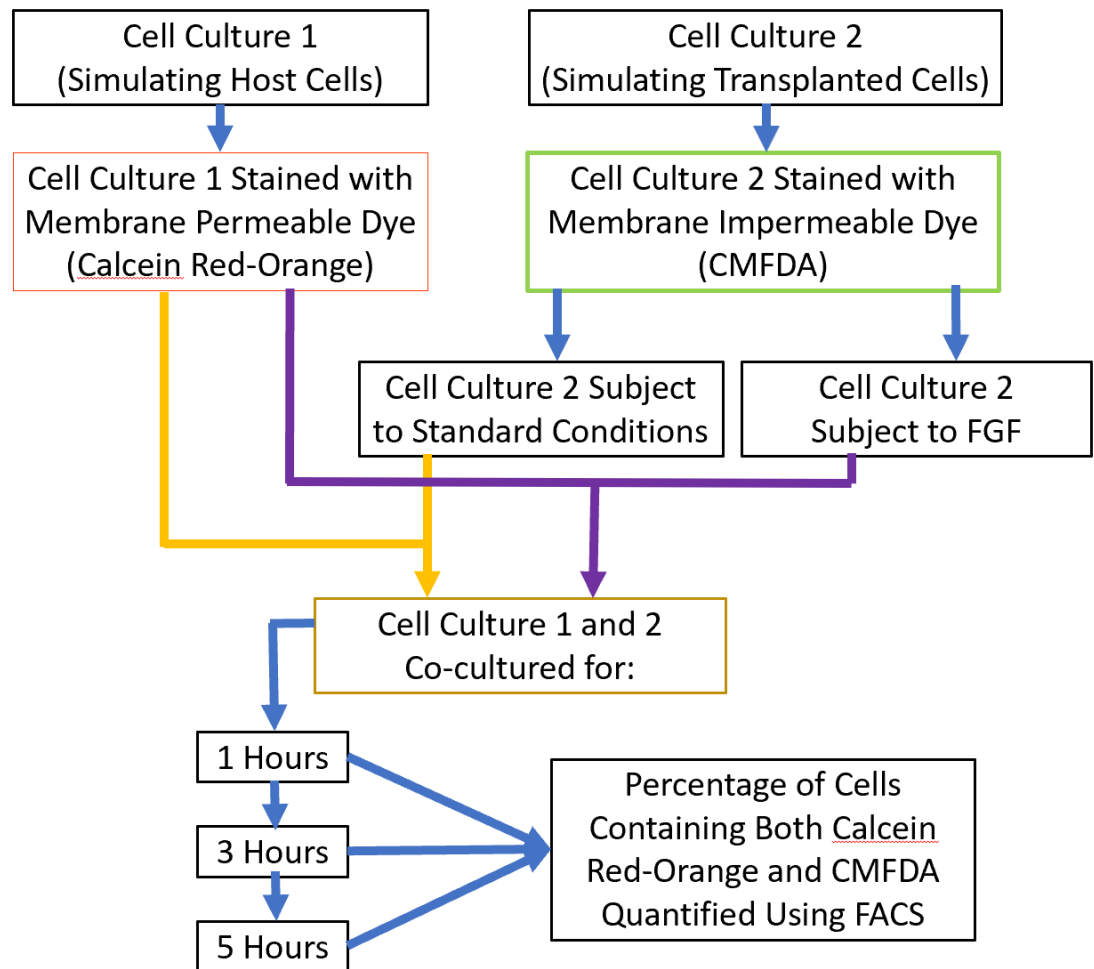 Cell Culture 1
(Simulating Host Cells)
Cell Culture 2
(Simulating Transplanted Cells)
Cell Culture 1 Stained with
Membrane Permeable Dye
(Calcein Red-Orange)
Cell Culture 2 Stained with
Membrane Impermeable Dye
(CMFDA)
Cell Culture 2 Subject
to Standard Conditions
Cell Culture 2
Subject to FGF
Cell Culture 1 and 2
Co-cultured for:
1 Hours
3 Hours
5 Hours
Percentage of Cells
Containing Both Calcein
Red-Orange and CMFDA
Quantified Using FACS